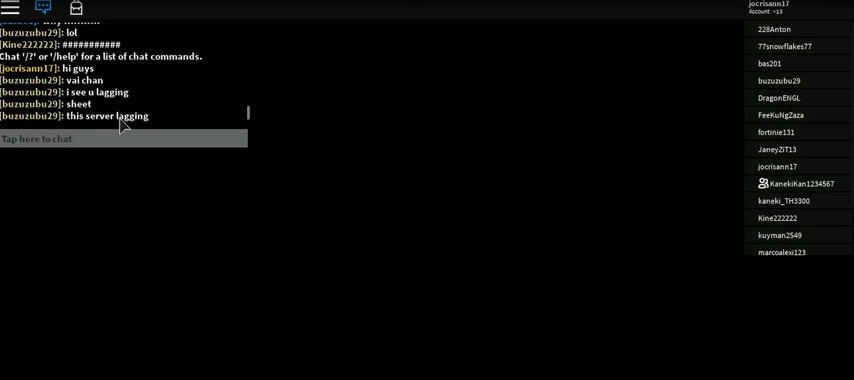 jocrisann17
Account: <13
[buzuzubu29]: lol
[Kine222222]: ###########
Chat '/?' or '/help' for a list of chat commands.
[jocrisann17]: hi guys
[buzuzubu29]: vai chan
[buzuzubu29]: i see u lagging
[buzuzubu29]: sheet
[buzuzubu29]: this server lagging
Tap here to chat
228Anton
77snowflakes77
bas201
buzuzubu29
DragonENGL
FeeKuNgZaza
fortinie131
JaneyZiT13
jocrisann17
KanekiKan1234567
kaneki_TH3300
Kine222222
kuyman2549
marcoalexi123